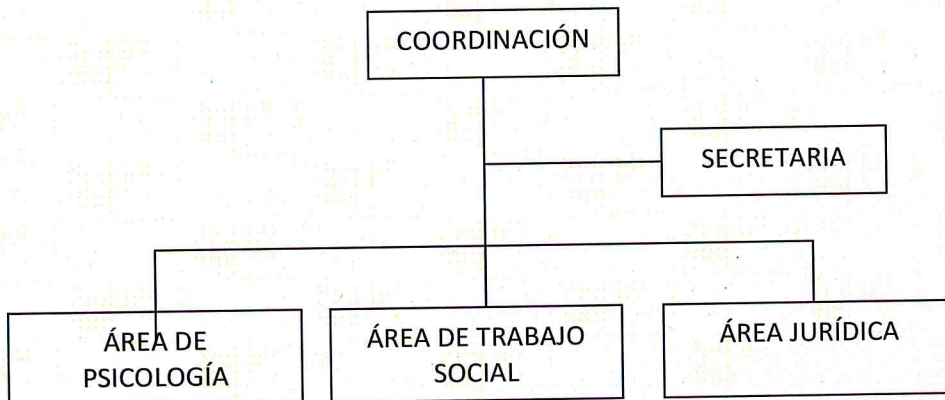 COORDINACIÓN
SECRETARIA
ÁREA DE
PSICOLOGÍA
ÁREA DE TRABAJO
SOCIAL
ÁREA JURÍDICA